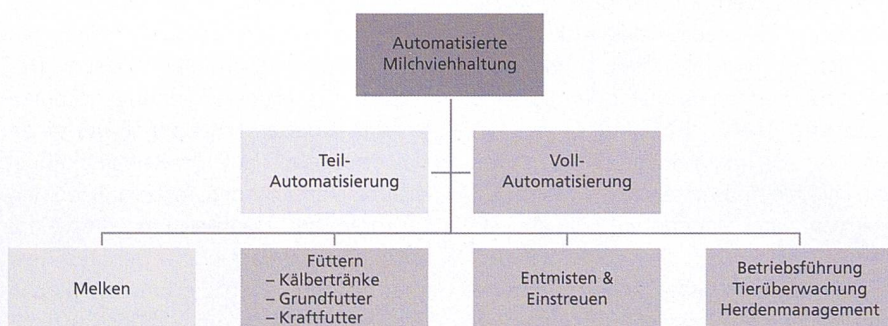 Automatisierte
Milchviehhaltung
Teil-
Automatisierung
Voll-
Automatisierung
Melken
Füttern
– Kälbertränke
– Grundfutter
– Kraftfutter
Entmisten &
Einstreuen
Betriebsführung
Tierüberwachung
Herdenmanagement